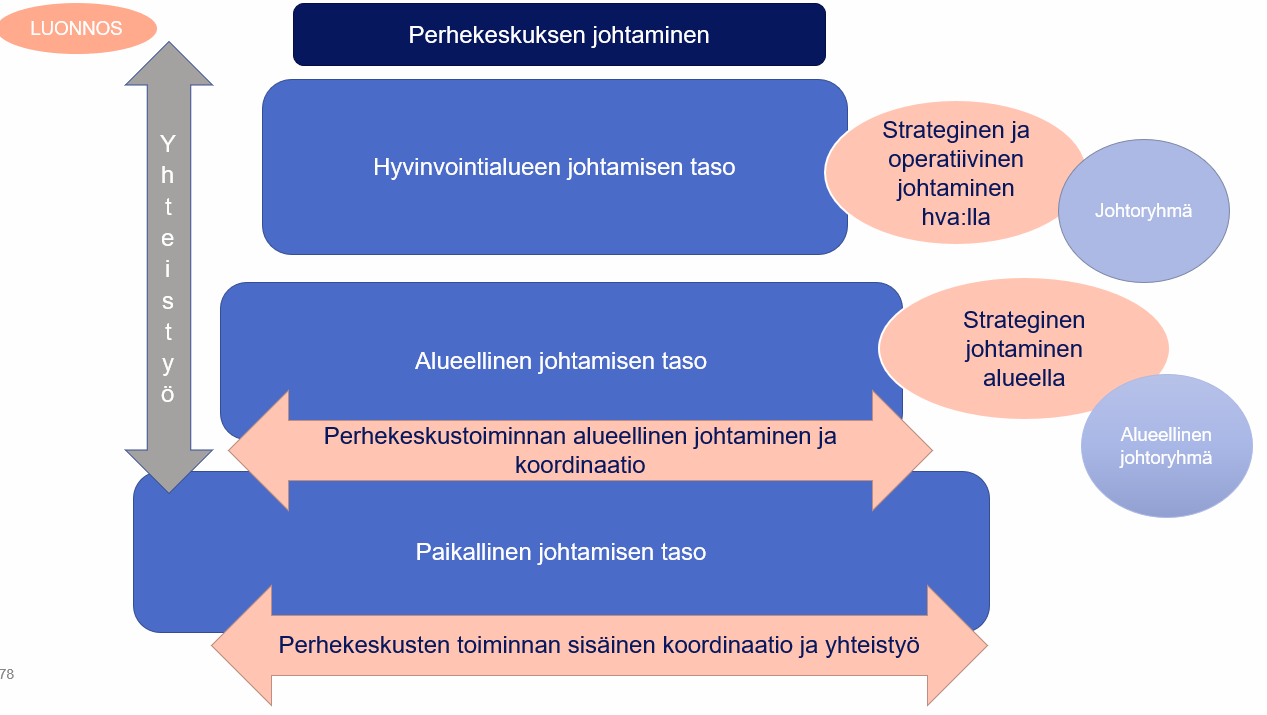 LUONNOS
Perhekeskuksen johtaminen
Yhteistyö
Hyvinvointialueen johtamisen taso
Strateginen ja
operatiivinen
johtaminen
hva:lla
Johtoryhmä
Alueellinen johtamisen taso
Strateginen
johtaminen
alueella
Alueellinen
johtoryhmä
Perhekeskustoiminnan alueellinen johtaminen ja
koordinaatio
Paikallinen johtamisen taso
Perhekeskusten toiminnan sisäinen koordinaatio ja yhteistyö
78